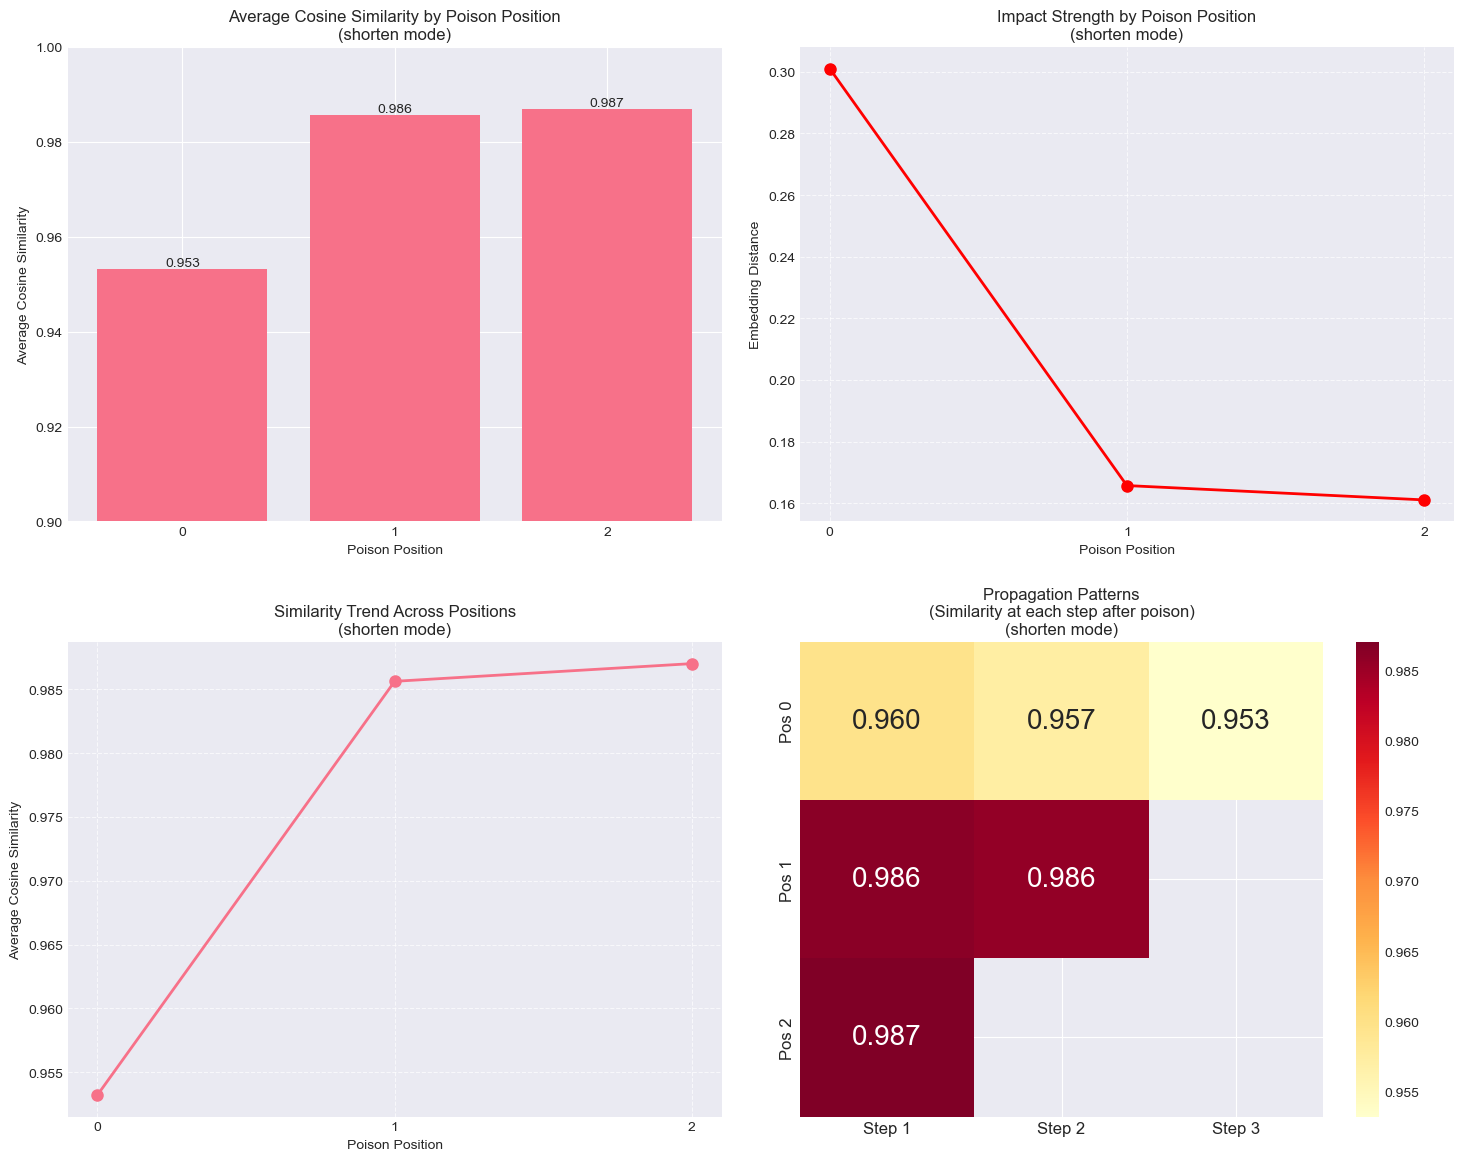 Average Cosine Similarity by Poison Position
(shorten mode)
1.00
0.98
0.96
0.94
0.92
0.90
Average Cosine Similarity
0.953
0.986
0.987
0
1
2
Poison Position
Impact Strength by Poison Position
(shorten mode)
0.30
0.28
0.26
0.24
0.22
0.20
0.18
0.16
Embedding Distance
0
1
2
Poison Position
Similarity Trend Across Positions
(shorten mode)
0.985
0.980
0.975
0.970
0.965
0.960
0.955
Average Cosine Similarity
0
1
2
Poison Position
Propagation Patterns
(Similarity at each step after poison)
(shorten mode)
Pos 0
0.960
0.957
0.953
Pos 1
0.986
0.986
Pos 2
0.987
Step 1
Step 2
Step 3
0.985
0.980
0.975
0.970
0.965
0.960
0.955